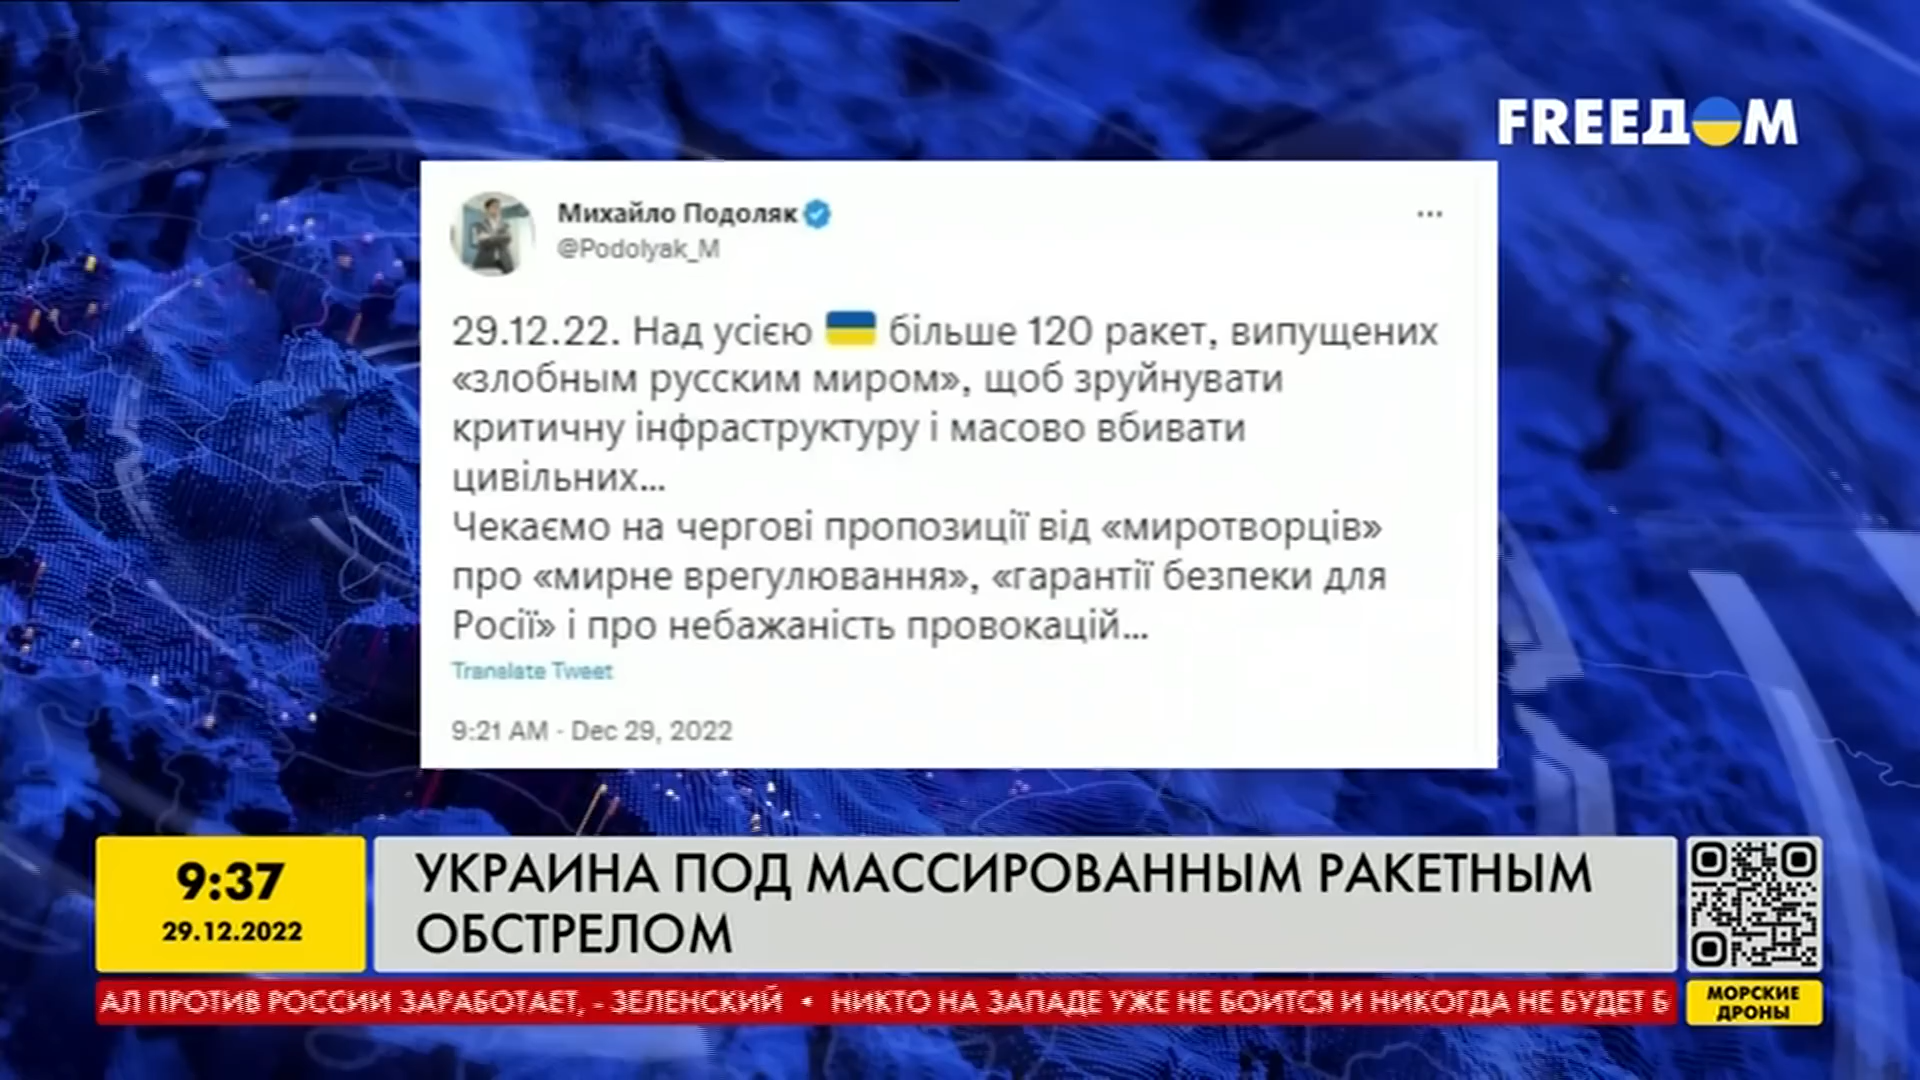 FREEДОМ
Михайло Подоляк
@Podolyak_M
29.12.22. Над усією 🇺🇦 більше 120 ракет, випущених
«злобным русским миром», щоб зруйнувати
критичну інфраструктуру і масово вбивати
цивільних...
Чекаємо на чергові пропозиції від «миротворців»
про «мирне врегулювання», «гарантії безпеки для
Росії» і про небажаність провокацій...
Translate Tweet
9:21 AM - Dec 29, 2022
9:37
29.12.2022
УКРАИНА ПОД МАССИРОВАННЫМ РАКЕТНЫМ
ОБСТРЕЛОМ
АЛ ПРОТИВ РОССИИ ЗАРАБОТАЕТ, - ЗЕЛЕНСКИЙ • НИКТО НА ЗАПАДЕ УЖЕ НЕ БОИТСЯ И НИКОГДА НЕ БУДЕТ Б
МОРСКИЕ
ДРОНЫ